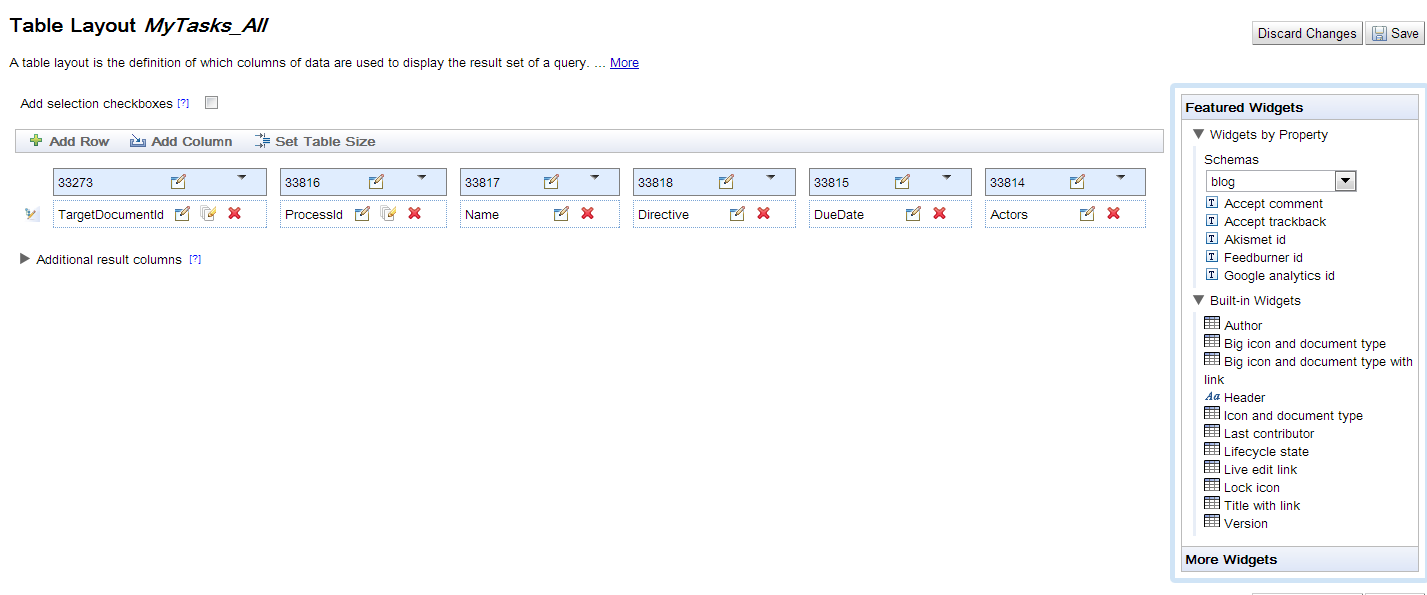 Table Layout MyTasks_All
Discard Changes Save
A table layout is the definition of which columns of data are used to display the result set of a query. ... More
Add selection checkboxes [?]
Add Row Add Column Set Table Size
33273 33816 33817 33818 33815 33814
TargetDocumentId ProcessId Name Directive DueDate Actors
Additional result columns [?]
Featured Widgets
Widgets by Property
Schemas
blog
T Accept comment
T Accept trackback
T Akismet id
T Feedburner id
T Google analytics id
Built-in Widgets
Author
Big icon and document type
Big icon and document type with
link
Aa Header
Icon and document type
Last contributor
Lifecycle state
Live edit link
Lock icon
Title with link
Version
More Widgets